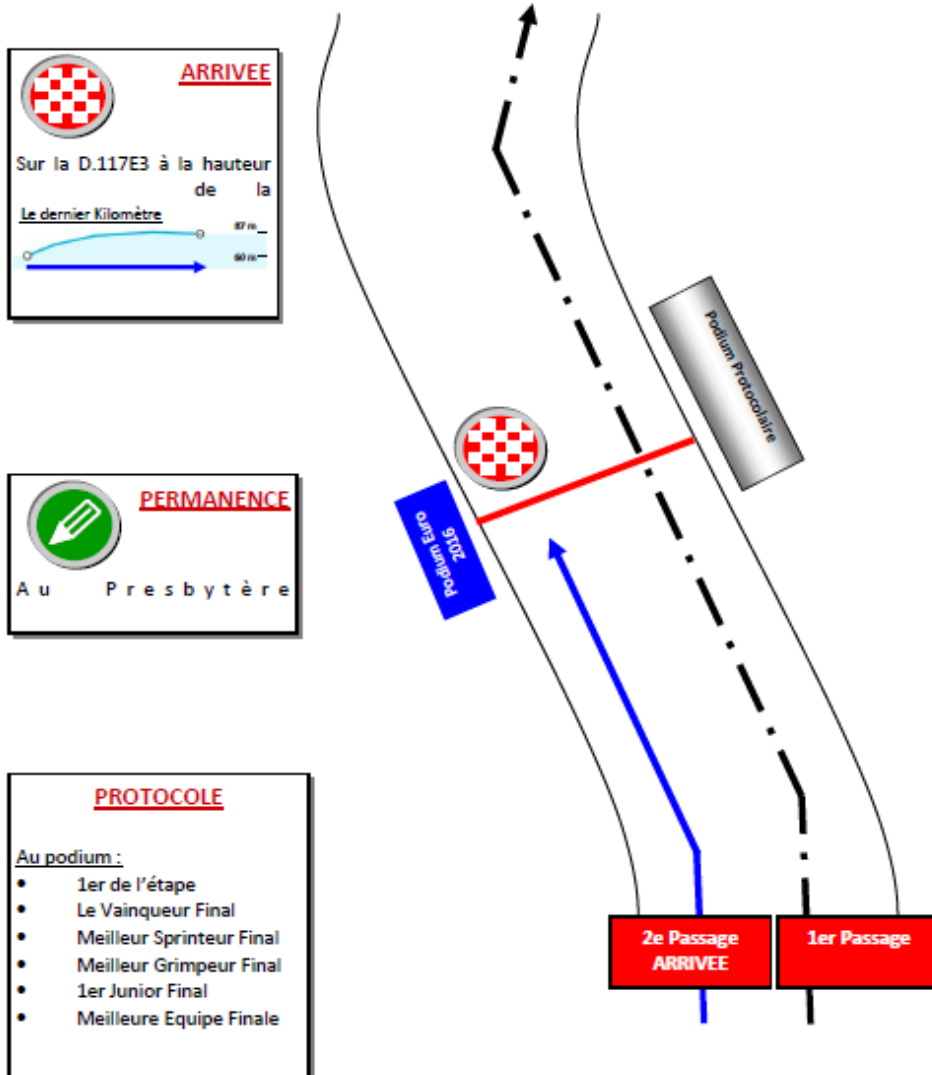 ARRIVEE
Sur la D.117E3 à la hauteur
de la
Le dernier Kilomètre
87 m
60 m
PERMANENCE
Au Presbytère
PROTOCOLE
Au podium :
• 1er de l'étape
• Le Vainqueur Final
• Meilleur Sprinteur Final
• Meilleur Grimpeur Final
• 1er Junior Final
• Meilleure Equipe Finale
Podium Protocolaire
Podium Euro
2016
2e Passage
ARRIVEE
1er Passage